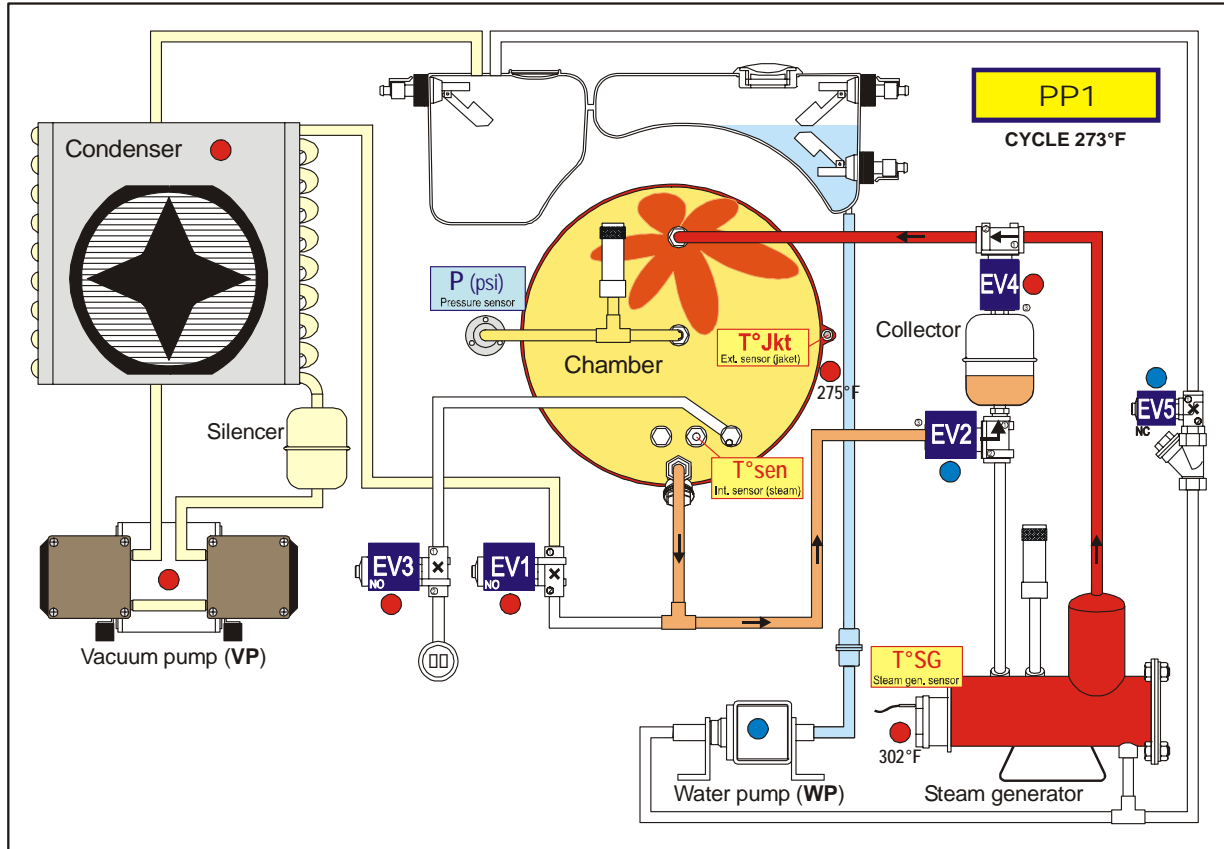 PP1
CYCLE 273°F
Condenser
P (psi)
Pressure sensor
EV4
Collector
T°Jkt
Ext. sensor (jaket)
Chamber
275°F
EV5
NC
Silencer
EV2
T°sen
Int. sensor (steam)
EV3
NO
EV1
NO
Vacuum pump (VP)
T°SG
Steam gen. sensor
302°F
Water pump (WP)
Steam generator